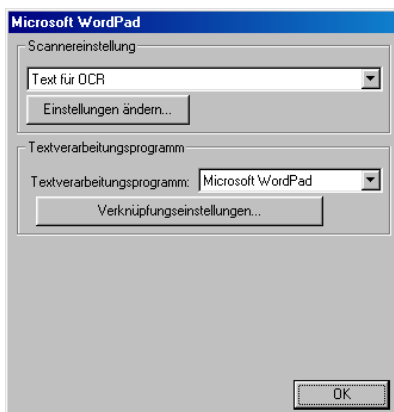 Microsoft WordPad
Scannereinstellung
Text für OCR
Einstellungen ändern...
Textverarbeitungsprogramm
Textverarbeitungsprogramm: Microsoft WordPad
Verknüpfungseinstellungen...
OK